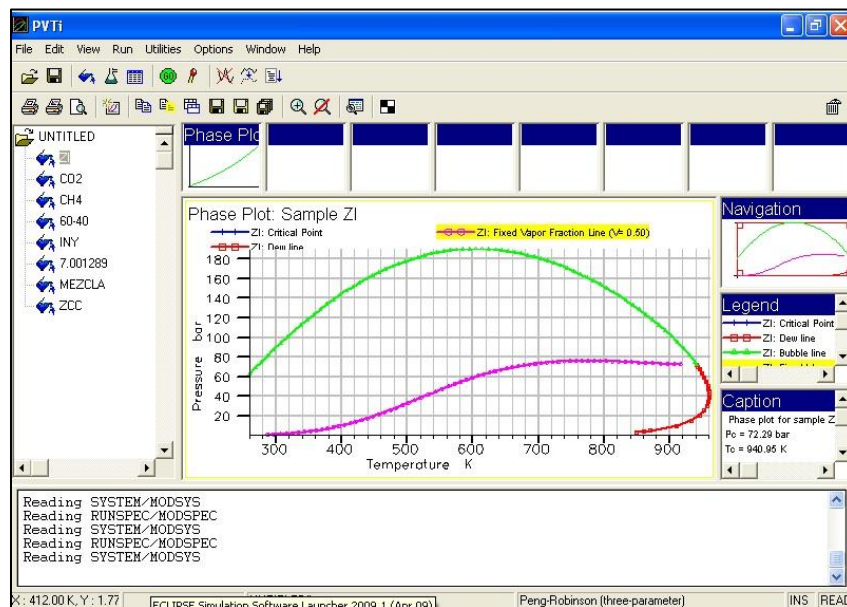 PVTi
File Edit View Run Utilities Options Window Help
UNTITLED
ZI
CO2
CH4
60-40
INY
7.001289
MEZCLA
ZCC
Phase Plo
Phase Plot: Sample ZI
ZI: Critical Point
ZI: Fixed Vapor Fraction Line (V= 0.50)
ZI: Dew line
180
160
140
120
100
80
60
40
20
Pressure bar
300 400 500 600 700 800 900
Temperature K
Navigation
Legend
ZI: Critical Point
ZI: Dew line
ZI: Bubble line
Caption
Phase plot for sample Z
Pc = 72.29 bar
Tc = 940.95 K
Reading SYSTEM/MODSYS
Reading RUNSPEC/MODSPEC
Reading SYSTEM/MODSYS
Reading RUNSPEC/MODSPEC
Reading SYSTEM/MODSYS
X : 412.00 K, Y : 1.77
ECLIPSE Simulation Software Launcher 2009.1 (Apr 09)
Peng-Robinson (three-parameter)
INS READ